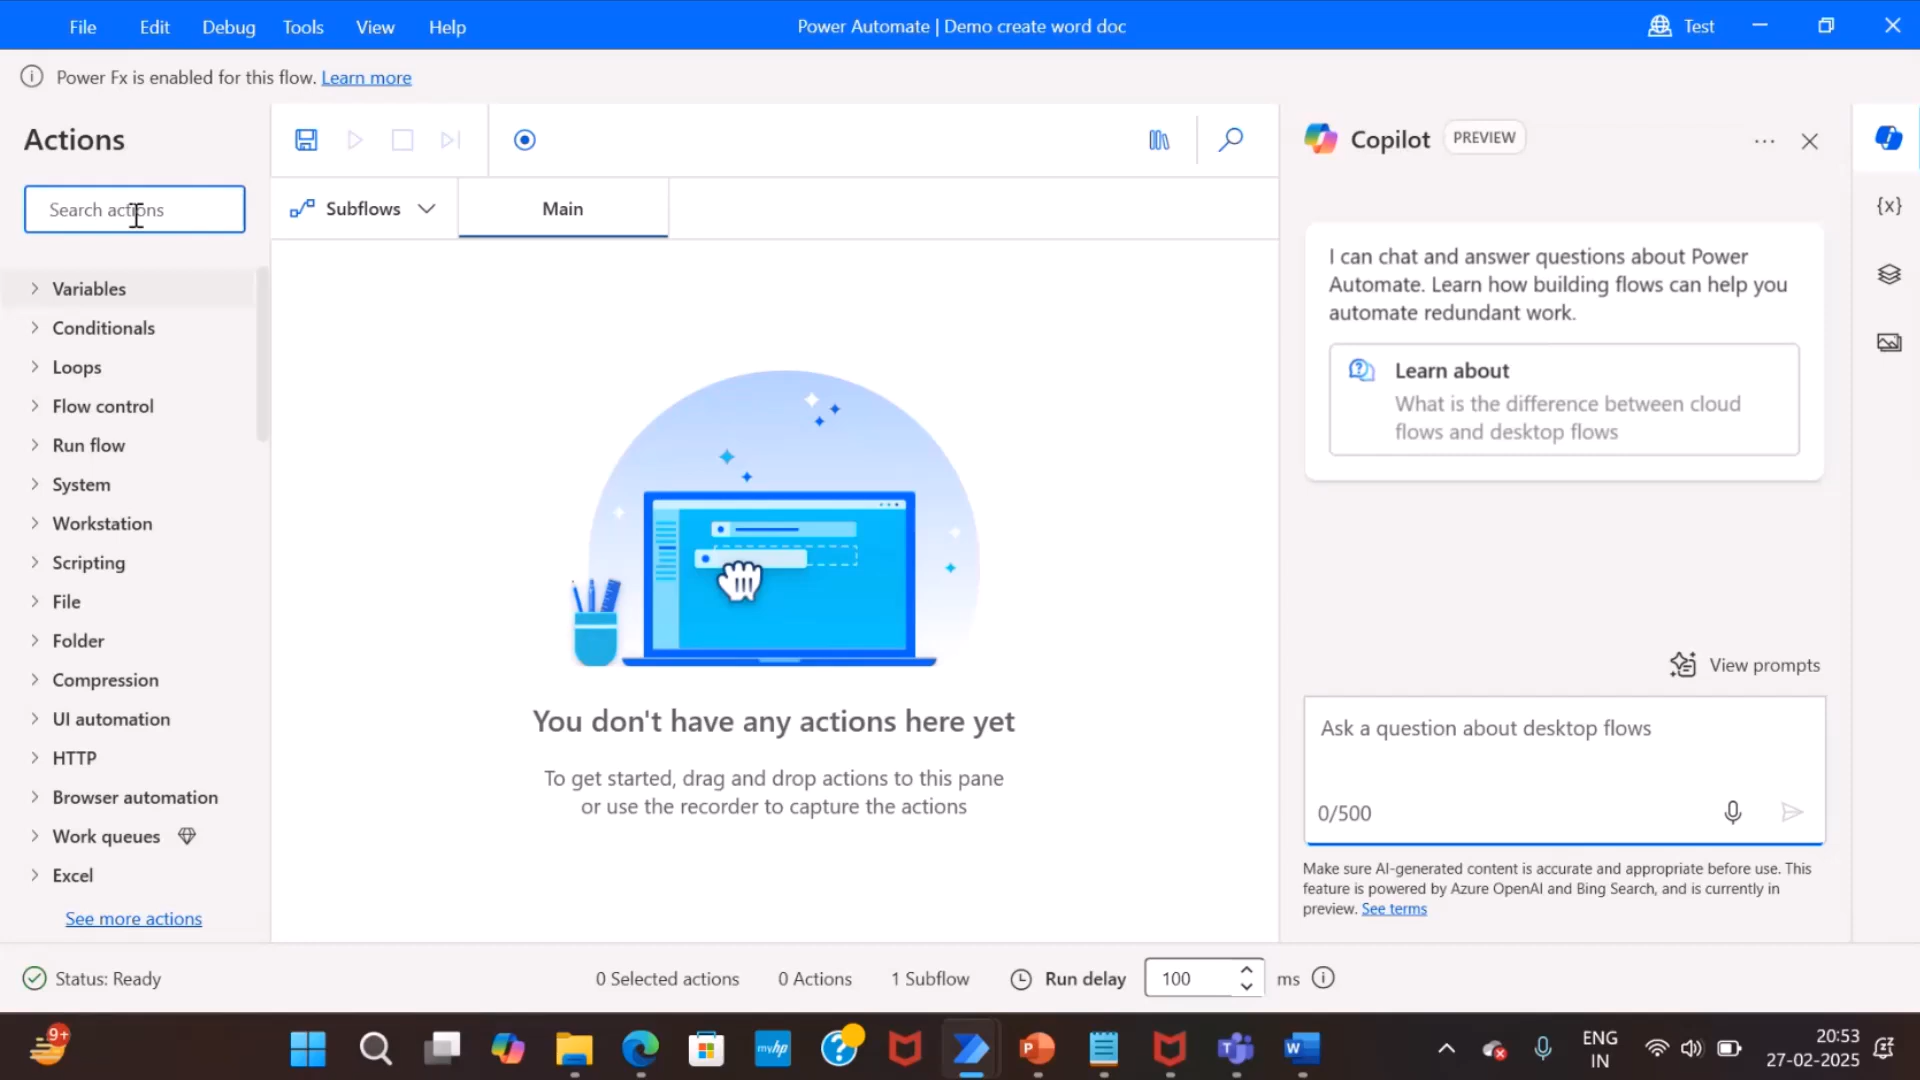 File Edit Debug Tools View Help Power Automate | Demo create word doc Test
Power Fx is enabled for this flow. Learn more
Actions
Search actions
Variables
Conditionals
Loops
Flow control
Run flow
System
Workstation
Scripting
File
Folder
Compression
UI automation
HTTP
Browser automation
Work queues
Excel
See more actions
Subflows Main
You don't have any actions here yet
To get started, drag and drop actions to this pane
or use the recorder to capture the actions
Copilot PREVIEW
I can chat and answer questions about Power
Automate. Learn how building flows can help you
automate redundant work.
Learn about
What is the difference between cloud
flows and desktop flows
View prompts
Ask a question about desktop flows
0/500
Make sure AI-generated content is accurate and appropriate before use. This
feature is powered by Azure OpenAI and Bing Search, and is currently in
preview. See terms
{x}
Status: Ready 0 Selected actions 0 Actions 1 Subflow Run delay 100 ms
9+
myhp
P
T
W
ENG
IN
20:53
27-02-2025